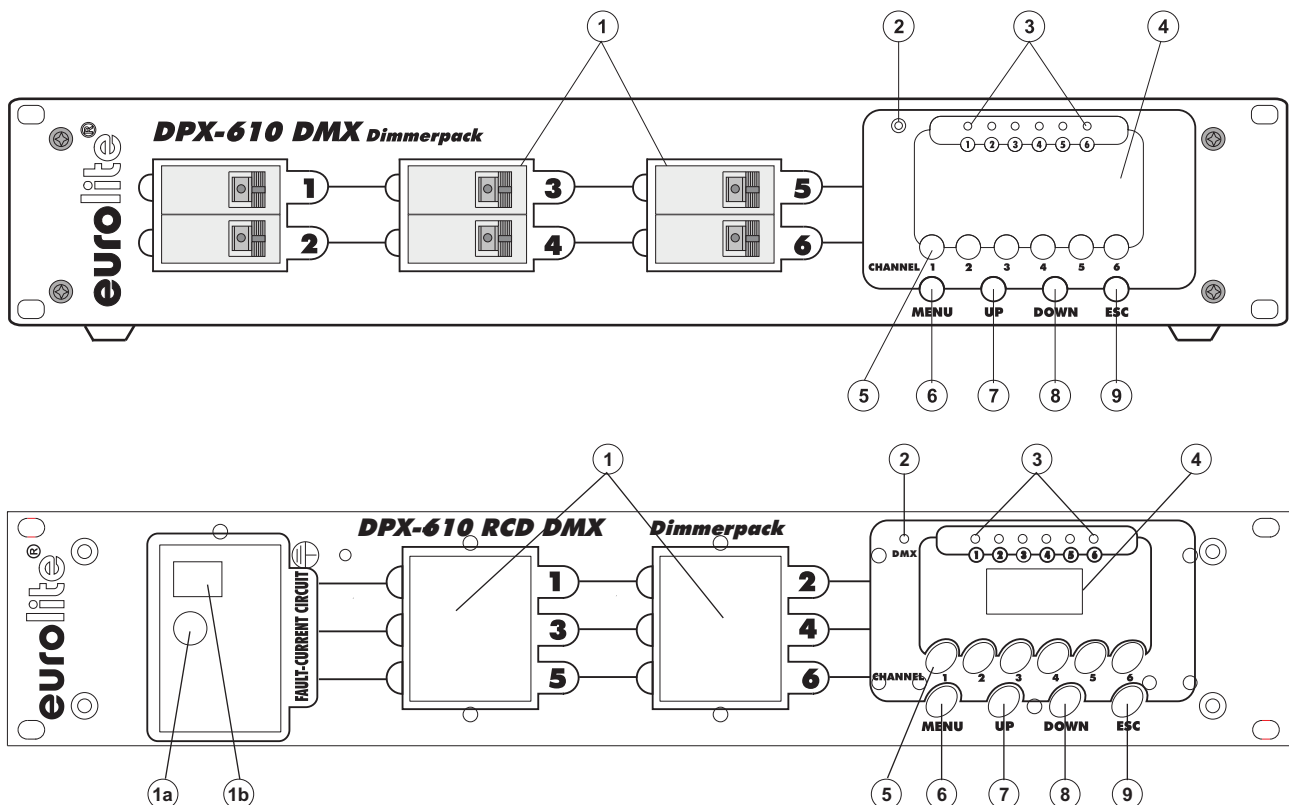 1 2 3 4
eurolite®
DPX-610 DMX Dimmerpack
1 3 5
2 4 6
1 2 3 4 5 6
CHANNEL 1 2 3 4 5 6
MENU UP DOWN ESC
5 6 7 8 9
1 2 3 4
eurolite®
DPX-610 RCD DMX Dimmerpack
FAULT-CURRENT CIRCUIT
1 2
3 4
5 6
DMX
1 2 3 4 5 6
CHANNEL 1 2 3 4 5 6
MENU UP DOWN ESC
1a 1b 5 6 7 8 9